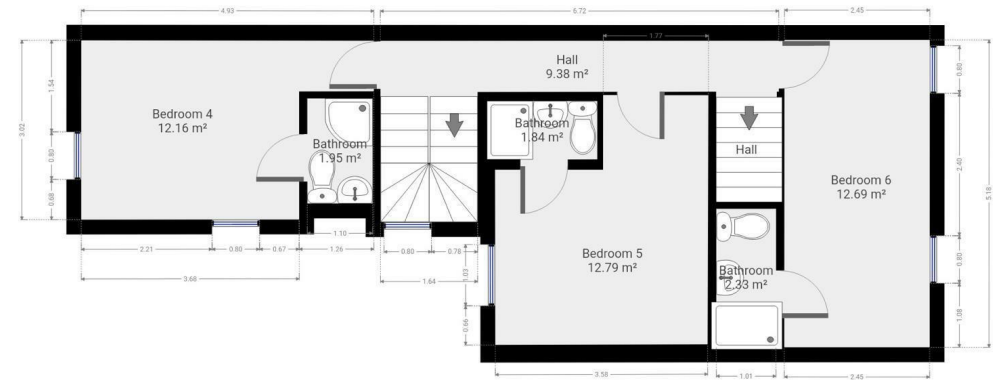 4.93
6.72
2.45
1.77
Hall
9.38 m²
3.02
1.54
0.80
0.68
Bedroom 4
12.16 m²
Bathroom
1.95 m²
Bathroom
1.84 m²
Hall
Bedroom 6
12.69 m²
0.80
2.40
0.80
1.08
5.18
Bedroom 5
12.79 m²
Bathroom
2.33 m²
1.10
2.21
0.80
0.67
1.26
0.80
0.78
3.68
1.64
1.03
0.66
3.58
1.01
2.45